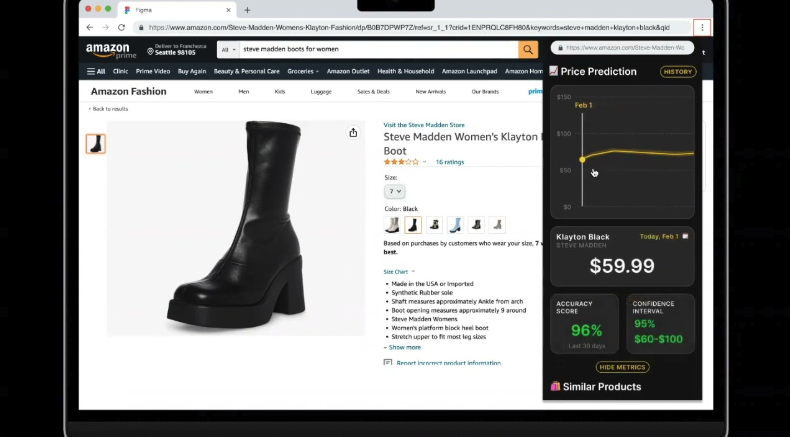 Figma
https://www.amazon.com/Steve-Madden-Womens-Klayton-Fashion/dp/B0B7DPWP7Z/ref=sr_1_1?crid=1ENPRQLC8FH80&keywords=steve+madden+klayton+black&qid
amazon
prime
Deliver to Franchezca
Seattle 98105
All
steve madden boots for women
All Clinic Prime Video Buy Again Beauty & Personal Care Groceries Amazon Outlet Health & Household Amazon Launchpad Amazon Hom
Amazon Fashion Women Men Kids Luggage Sales & Deals New Arrivals Our Brands
‹ Back to results
Visit the Steve Madden Store
Steve Madden Women's Klayton
Boot
16 ratings
Size:
7
Color: Black
Based on purchases by customers who wear your size, 7
best.
Size Chart
• Made in the USA or Imported
• Synthetic Rubber sole
• Shaft measures approximately Ankle from arch
• Boot opening measures approximately 9 around
• Steve Madden Womens
• Women's platform block heel boot
• Stretch upper to fit most leg sizes
Show more
Report incorrect product information.
https://www.amazon.com/Steve-Madden-Wo
Price Prediction
HISTORY
$150
Feb 1
$100
$50
$0
Klayton Black
Today, Feb 1
STEVE MADDEN
$59.99
ACCURACY
SCORE
96%
Last 30 days
CONFIDENCE
INTERVAL
95%
$60-$100
HIDE METRICS
Similar Products